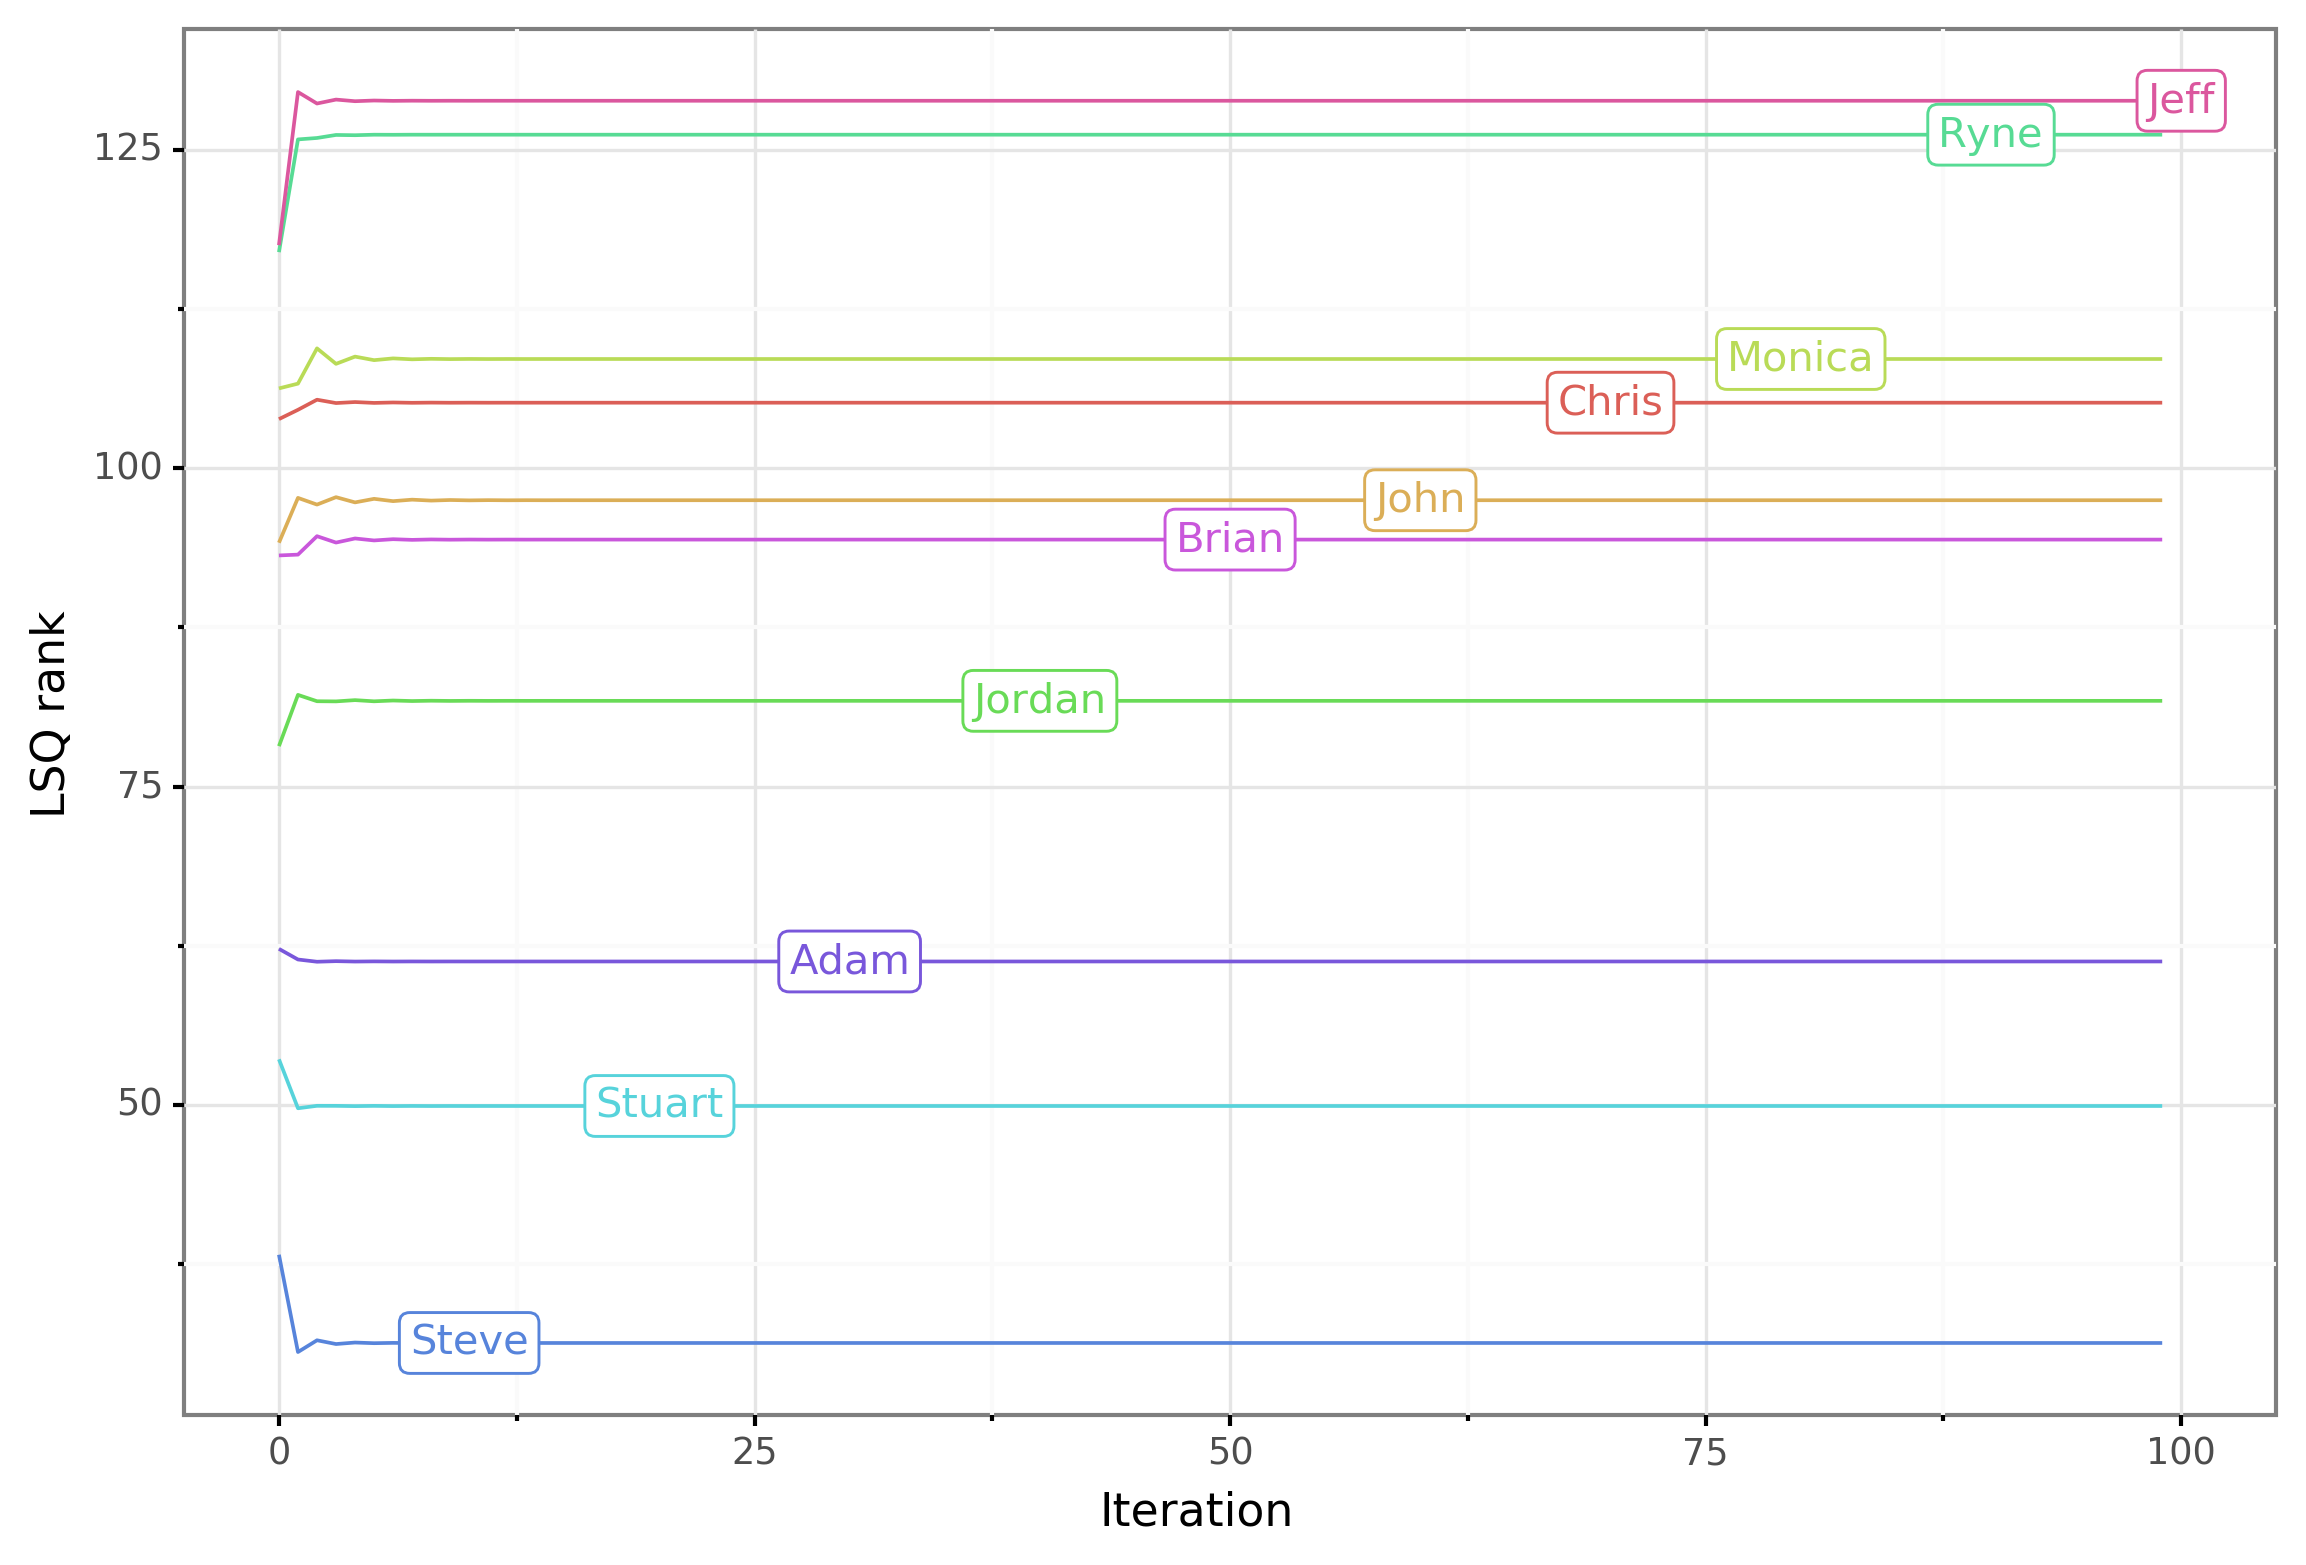 Jeff
Ryne
Monica
Chris
John
Brian
Jordan
Adam
Stuart
Steve
125
100
75
50
LSQ rank
0 25 50 75 100
Iteration